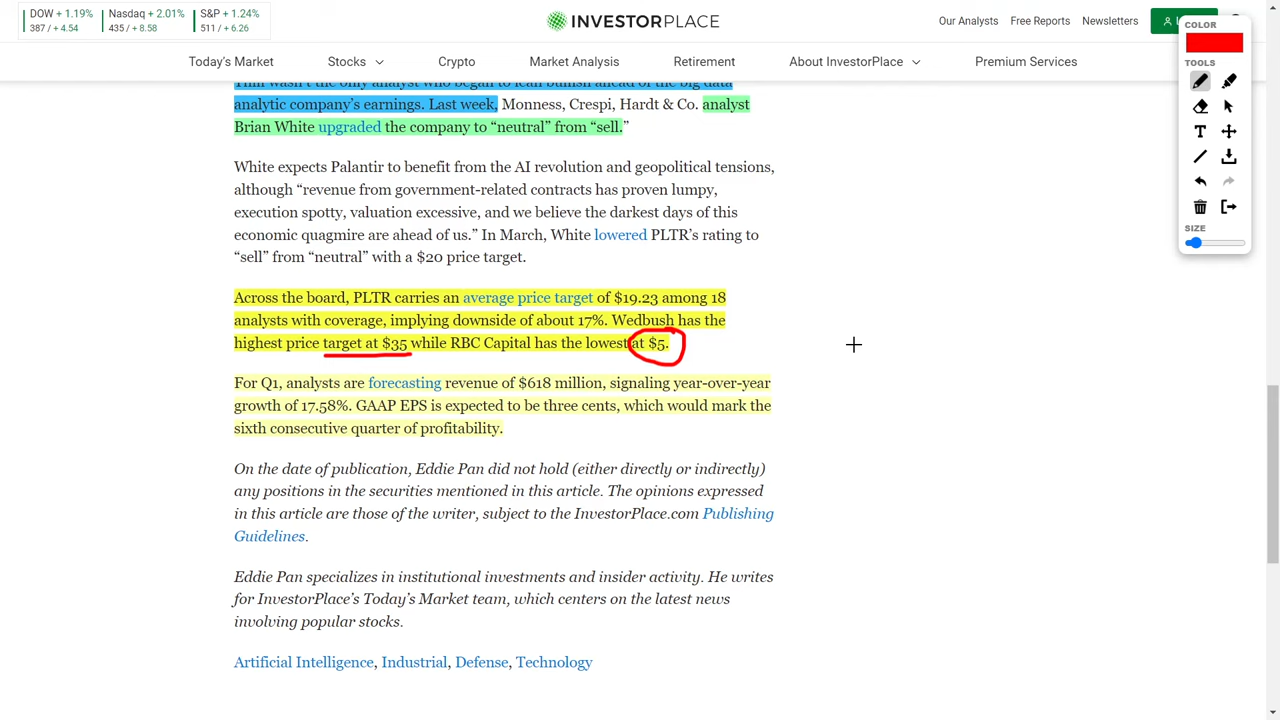 DOW + 1.19%
387 / + 4.54
Nasdaq + 2.01%
435 / + 8.58
S&P + 1.24%
511 / + 6.26
INVESTORPLACE
Our Analysts
Free Reports
Newsletters
Today's Market
Stocks
Crypto
Market Analysis
Retirement
About InvestorPlace
Premium Services
COLOR
TOOLS
T
SIZE
analytic company’s earnings. Last week, Monness, Crespi, Hardt & Co. analyst
Brian White upgraded the company to “neutral” from “sell.”
White expects Palantir to benefit from the AI revolution and geopolitical tensions,
although “revenue from government-related contracts has proven lumpy,
execution spotty, valuation excessive, and we believe the darkest days of this
economic quagmire are ahead of us.” In March, White lowered PLTR’s rating to
“sell” from “neutral” with a $20 price target.
Across the board, PLTR carries an average price target of $19.23 among 18
analysts with coverage, implying downside of about 17%. Wedbush has the
highest price target at $35 while RBC Capital has the lowest at $5.
For Q1, analysts are forecasting revenue of $618 million, signaling year-over-year
growth of 17.58%. GAAP EPS is expected to be three cents, which would mark the
sixth consecutive quarter of profitability.
On the date of publication, Eddie Pan did not hold (either directly or indirectly)
any positions in the securities mentioned in this article. The opinions expressed
in this article are those of the writer, subject to the InvestorPlace.com Publishing
Guidelines.
Eddie Pan specializes in institutional investments and insider activity. He writes
for InvestorPlace’s Today’s Market team, which centers on the latest news
involving popular stocks.
Artificial Intelligence, Industrial, Defense, Technology